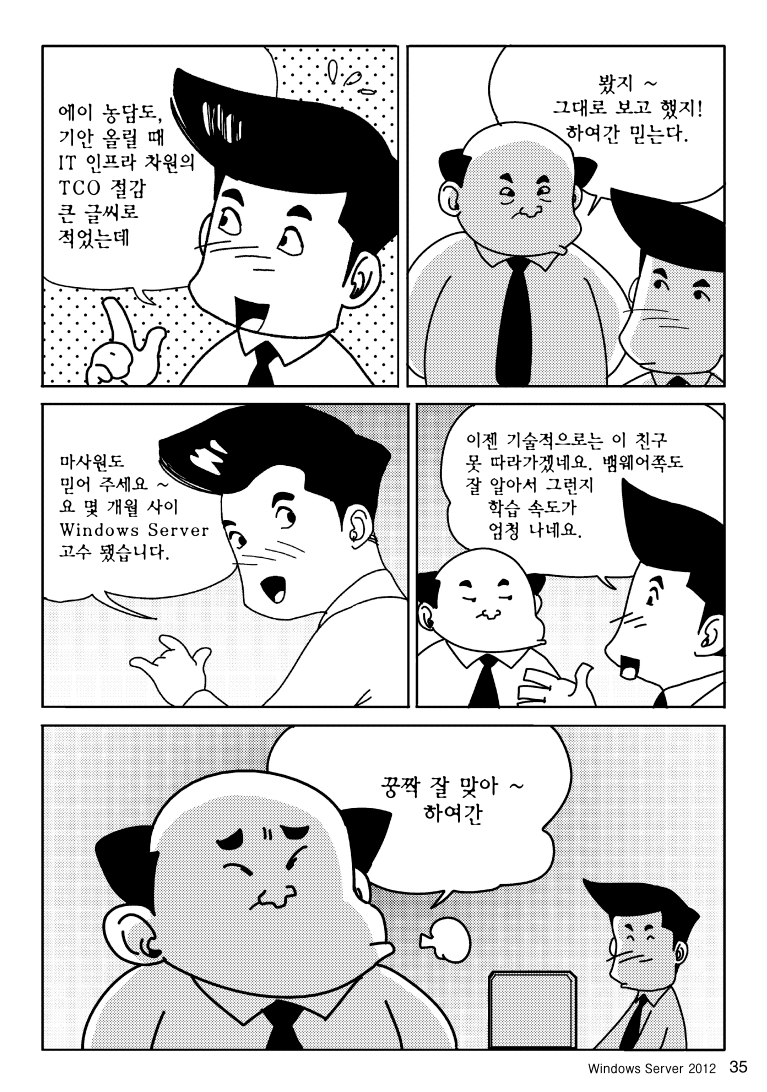 에이 농담도,
기안 올릴 때
IT 인프라 차원의
TCO 절감
큰 글씨로
적었는데
봤지 ~
그대로 보고 했지!
하여간 믿는다.
마사원도
믿어 주세요 ~
요 몇 개월 사이
Windows Server
고수 됐습니다.
이젠 기술적으로는 이 친구
못 따라가겠네요. 뱀웨어쪽도
잘 알아서 그런지
학습 속도가
엄청 나네요.
꿍짝 잘 맞아 ~
하여간
Windows Server 2012 35